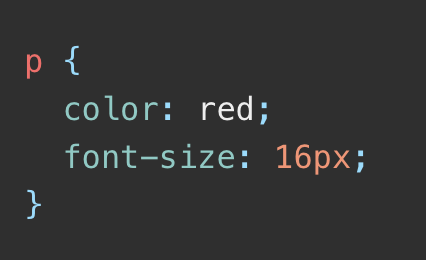 p {
  color: red;
  font-size: 16px;
}